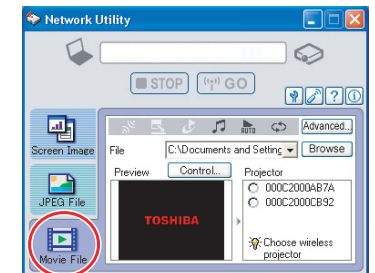 Network Utility
STOP
GO
?
Screen Image
JPEG File
Movie File
AUTO
Advanced...
File
C:\Documents and Setting
Browse
Preview
Control...
Projector
000C2000AB7A
000C2000CB92
TOSHIBA
Choose wireless
projector